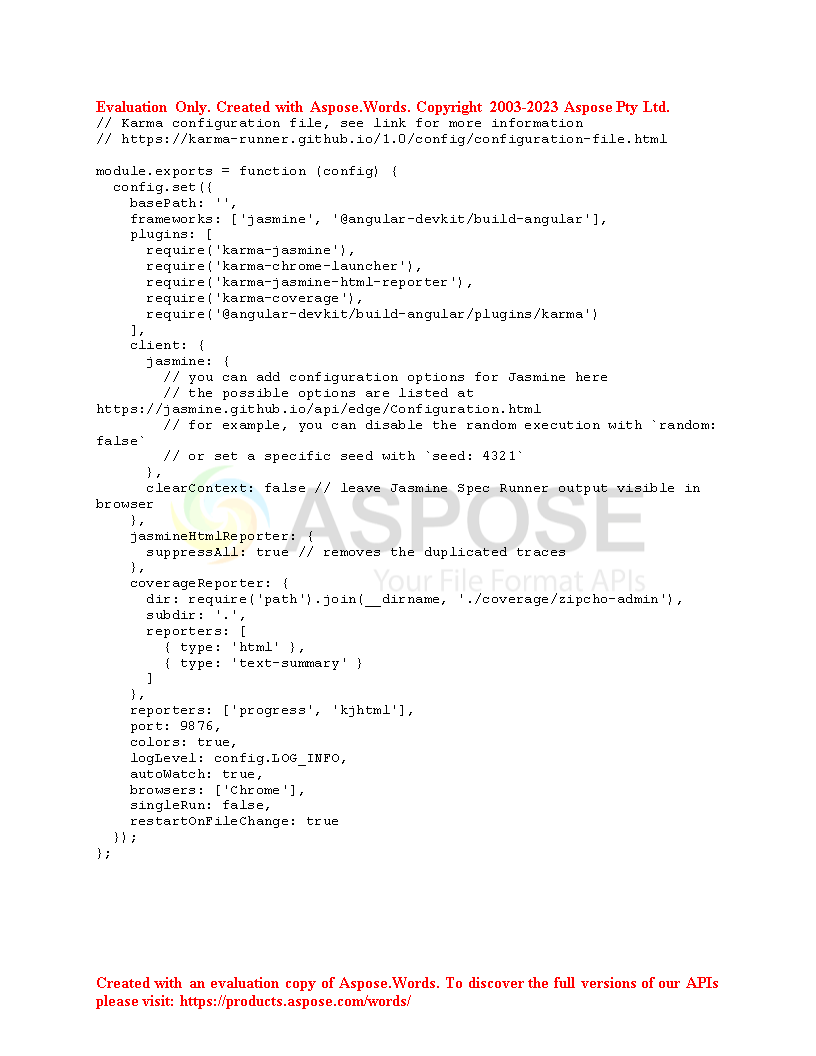 Evaluation Only. Created with Aspose.Words. Copyright 2003-2023 Aspose Pty Ltd.
// Karma configuration file, see link for more information
// https://karma-runner.github.io/1.0/config/configuration-file.html

module.exports = function (config) {
  config.set({
    basePath: '',
    frameworks: ['jasmine', '@angular-devkit/build-angular'],
    plugins: [
      require('karma-jasmine'),
      require('karma-chrome-launcher'),
      require('karma-jasmine-html-reporter'),
      require('karma-coverage'),
      require('@angular-devkit/build-angular/plugins/karma')
    ],
    client: {
      jasmine: {
        // you can add configuration options for Jasmine here
        // the possible options are listed at
https://jasmine.github.io/api/edge/Configuration.html
        // for example, you can disable the random execution with `random:
false`
        // or set a specific seed with `seed: 4321`
      },
      clearContext: false // leave Jasmine Spec Runner output visible in
browser
    },
ASPOSE
    jasmineHtmlReporter: {
      suppressAll: true // removes the duplicated traces
    },
Your File Format APIs
    coverageReporter: {
      dir: require('path').join(__dirname, './coverage/zipcho-admin'),
      subdir: '.',
      reporters: [
        { type: 'html' },
        { type: 'text-summary' }
      ]
    },
    reporters: ['progress', 'kjhtml'],
    port: 9876,
    colors: true,
    logLevel: config.LOG_INFO,
    autoWatch: true,
    browsers: ['Chrome'],
    singleRun: false,
    restartOnFileChange: true
  });
};
Created with an evaluation copy of Aspose.Words. To discover the full versions of our APIs
please visit: https://products.aspose.com/words/